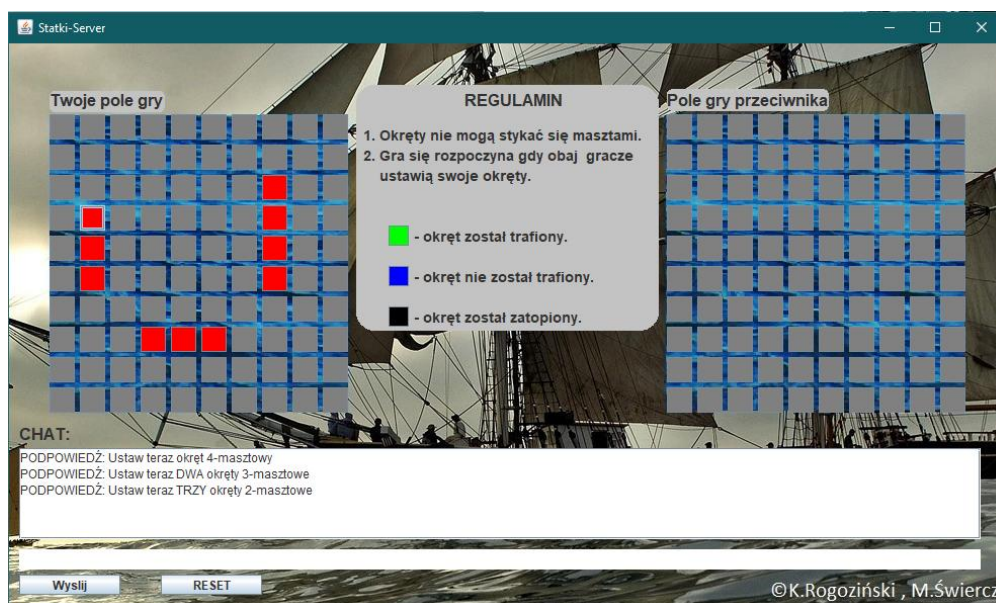 Statki-Server
Twoje pole gry
REGULAMIN
1. Okręty nie mogą stykać się masztami.
2. Gra się rozpoczyna gdy obaj gracze
ustawią swoje okręty.
- okręt został trafiony.
- okręt nie został trafiony.
- okręt został zatopiony.
Pole gry przeciwnika
CHAT:
PODPOWIEDŹ: Ustaw teraz okręt 4-masztowy
PODPOWIEDŹ: Ustaw teraz DWA okręty 3-masztowe
PODPOWIEDŹ: Ustaw teraz TRZY okręty 2-masztowe
Wyslij
RESET
©K.Rogoziński , M.Świercz